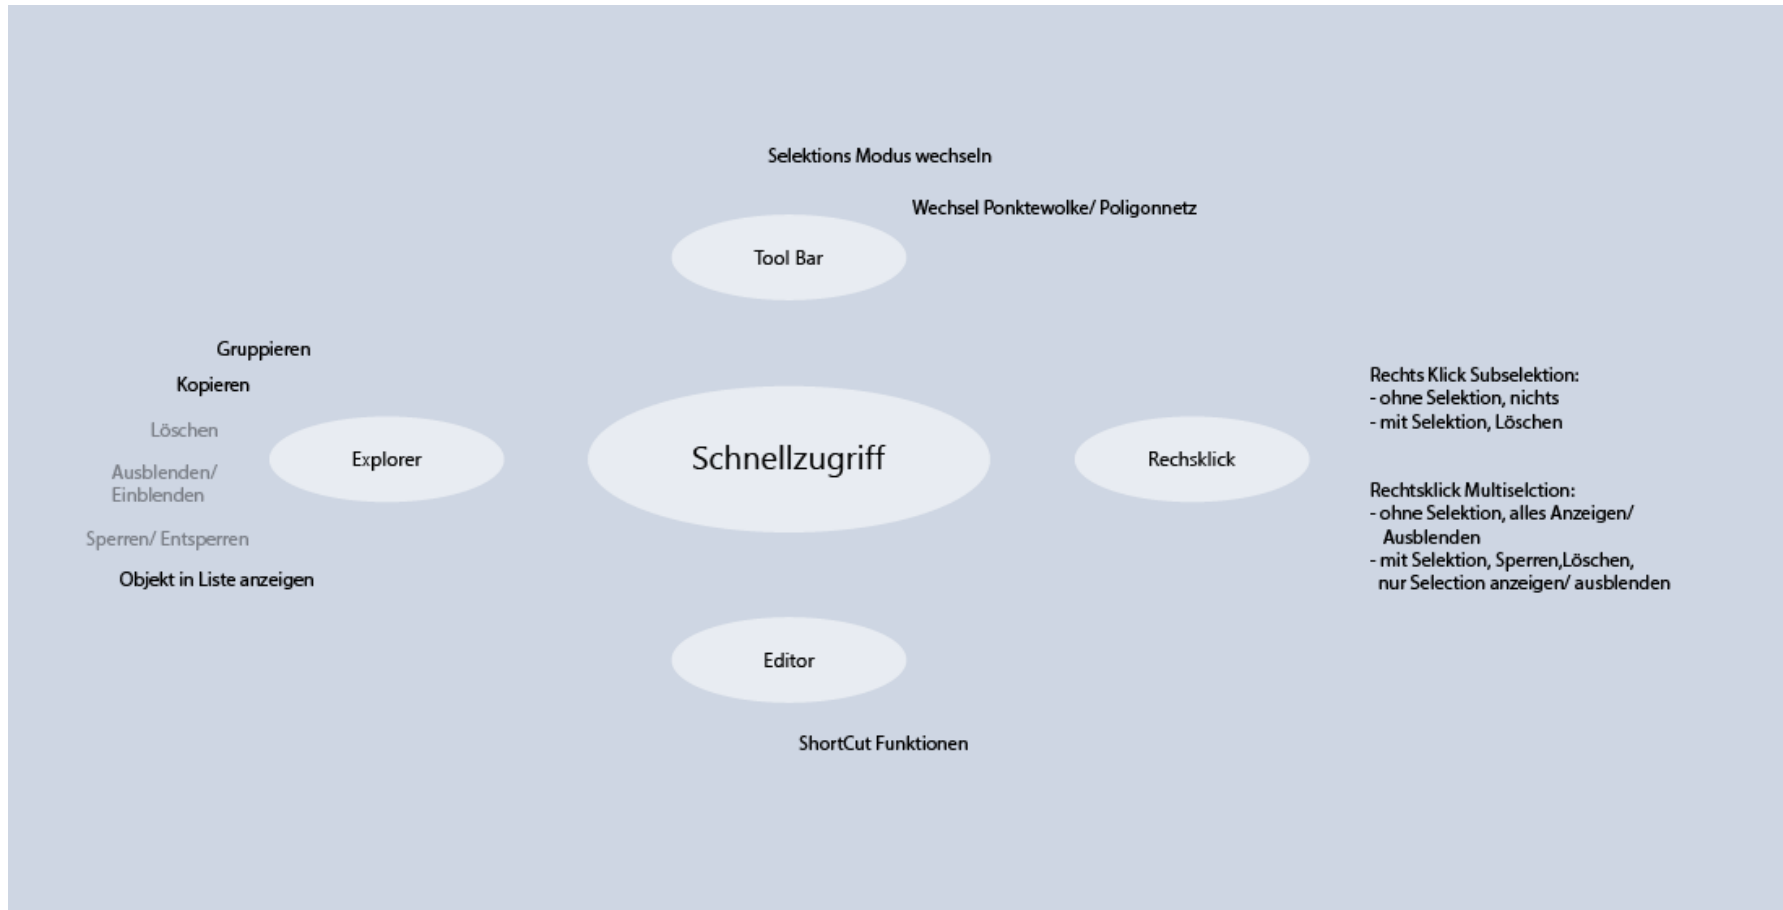 Selektions Modus wechseln
Wechsel Ponktewolke/ Poligonnetz
Tool Bar
Gruppieren
Kopieren
Löschen
Ausblenden/
Einblenden
Sperren/ Entsperren
Objekt in Liste anzeigen
Explorer
Schnellzugriff
Rechsklick
Rechts Klick Subselektion:
- ohne Selektion, nichts
- mit Selektion, Löschen
Rechtsklick Multiselction:
- ohne Selektion, alles Anzeigen/
Ausblenden
- mit Selektion, Sperren,Löschen,
nur Selection anzeigen/ ausblenden
Editor
ShortCut Funktionen